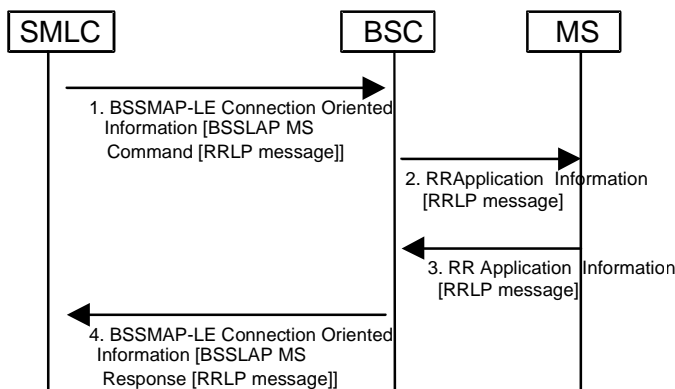 SMLC
BSC
MS
1. BSSMAP-LE Connection Oriented
Information [BSSLAP MS
Command [RRLP message]]
2. RRApplication Information
[RRLP message]
3. RR Application Information
[RRLP message]
4. BSSMAP-LE Connection Oriented
Information [BSSLAP MS
Response [RRLP message]]